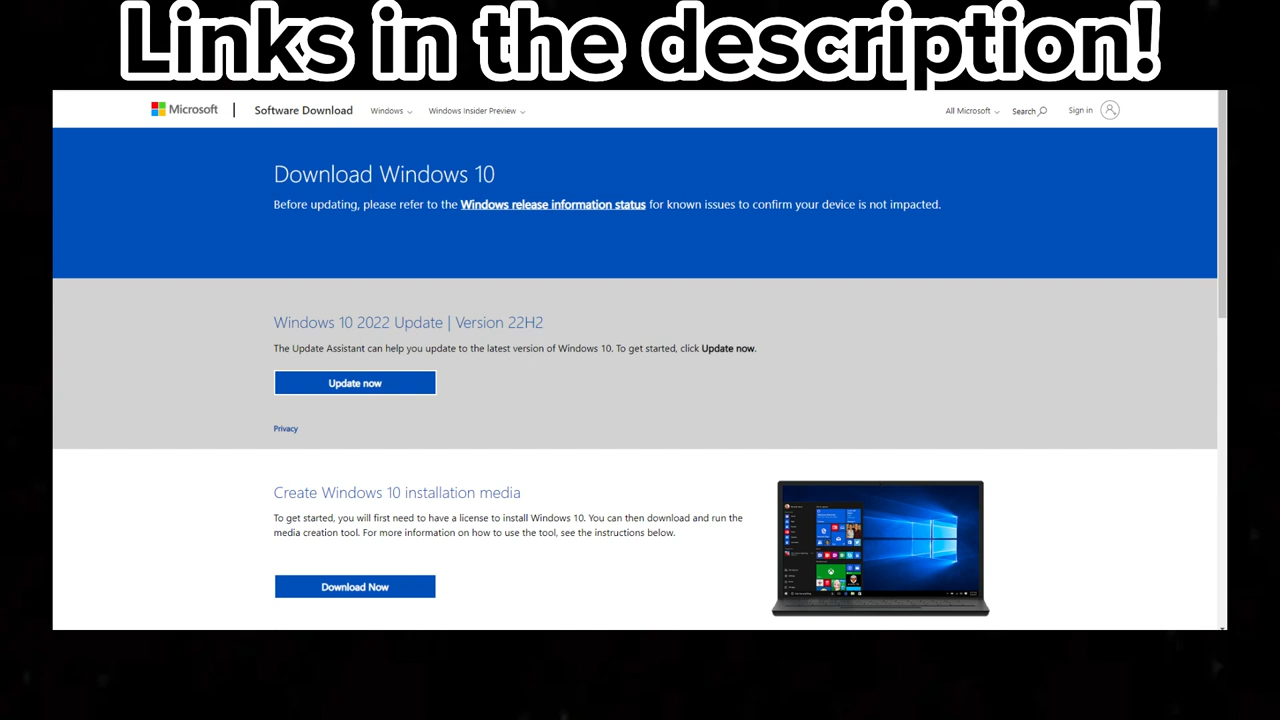 Links in the description!
Microsoft | Software Download Windows Windows Insider Preview All Microsoft Search Sign in
Download Windows 10
Before updating, please refer to the Windows release information status for known issues to confirm your device is not impacted.
Windows 10 2022 Update | Version 22H2
The Update Assistant can help you update to the latest version of Windows 10. To get started, click Update now.
Update now
Privacy
Create Windows 10 installation media
To get started, you will first need to have a license to install Windows 10. You can then download and run the
media creation tool. For more information on how to use the tool, see the instructions below.
Download Now